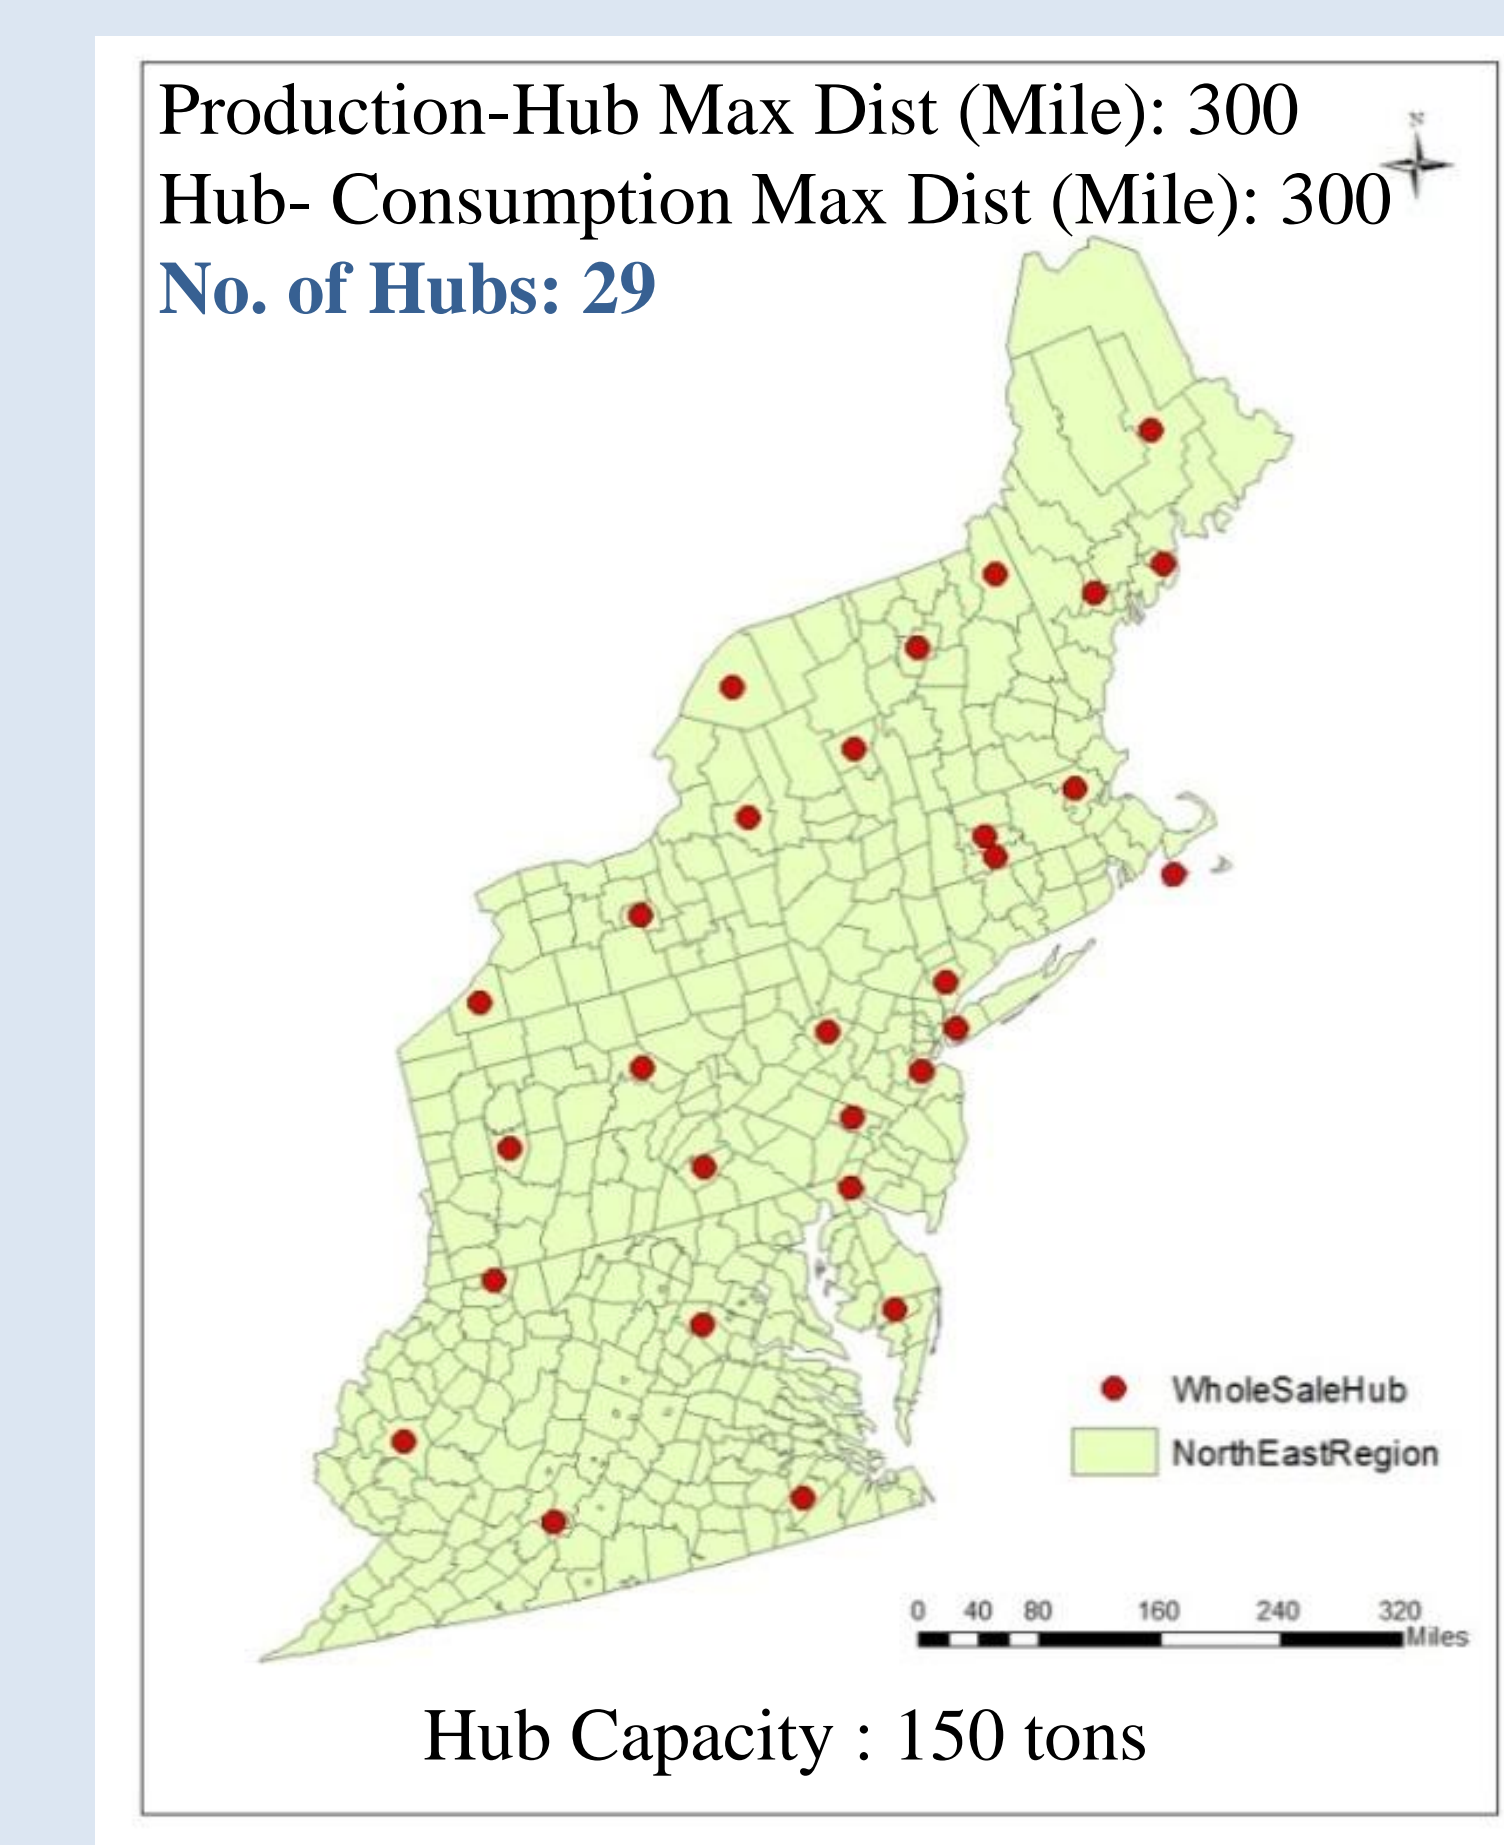 Production-Hub Max Dist (Mile): 300
N
Hub- Consumption Max Dist (Mile): 300
No. of Hubs: 29
WholeSaleHub
NorthEastRegion
0 40 80 160 240 320
Miles
Hub Capacity : 150 tons